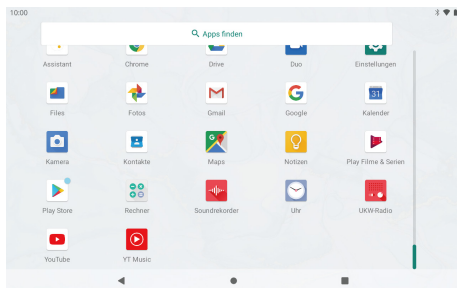 10:00
Apps finden
Assistant Chrome Drive Duo Einstellungen
Files Fotos Gmail Google Kalender
31
Kamera Kontakte Maps Notizen Play Filme & Serien
Play Store Rechner Soundrekorder Uhr UKW-Radio
YouTube YT Music